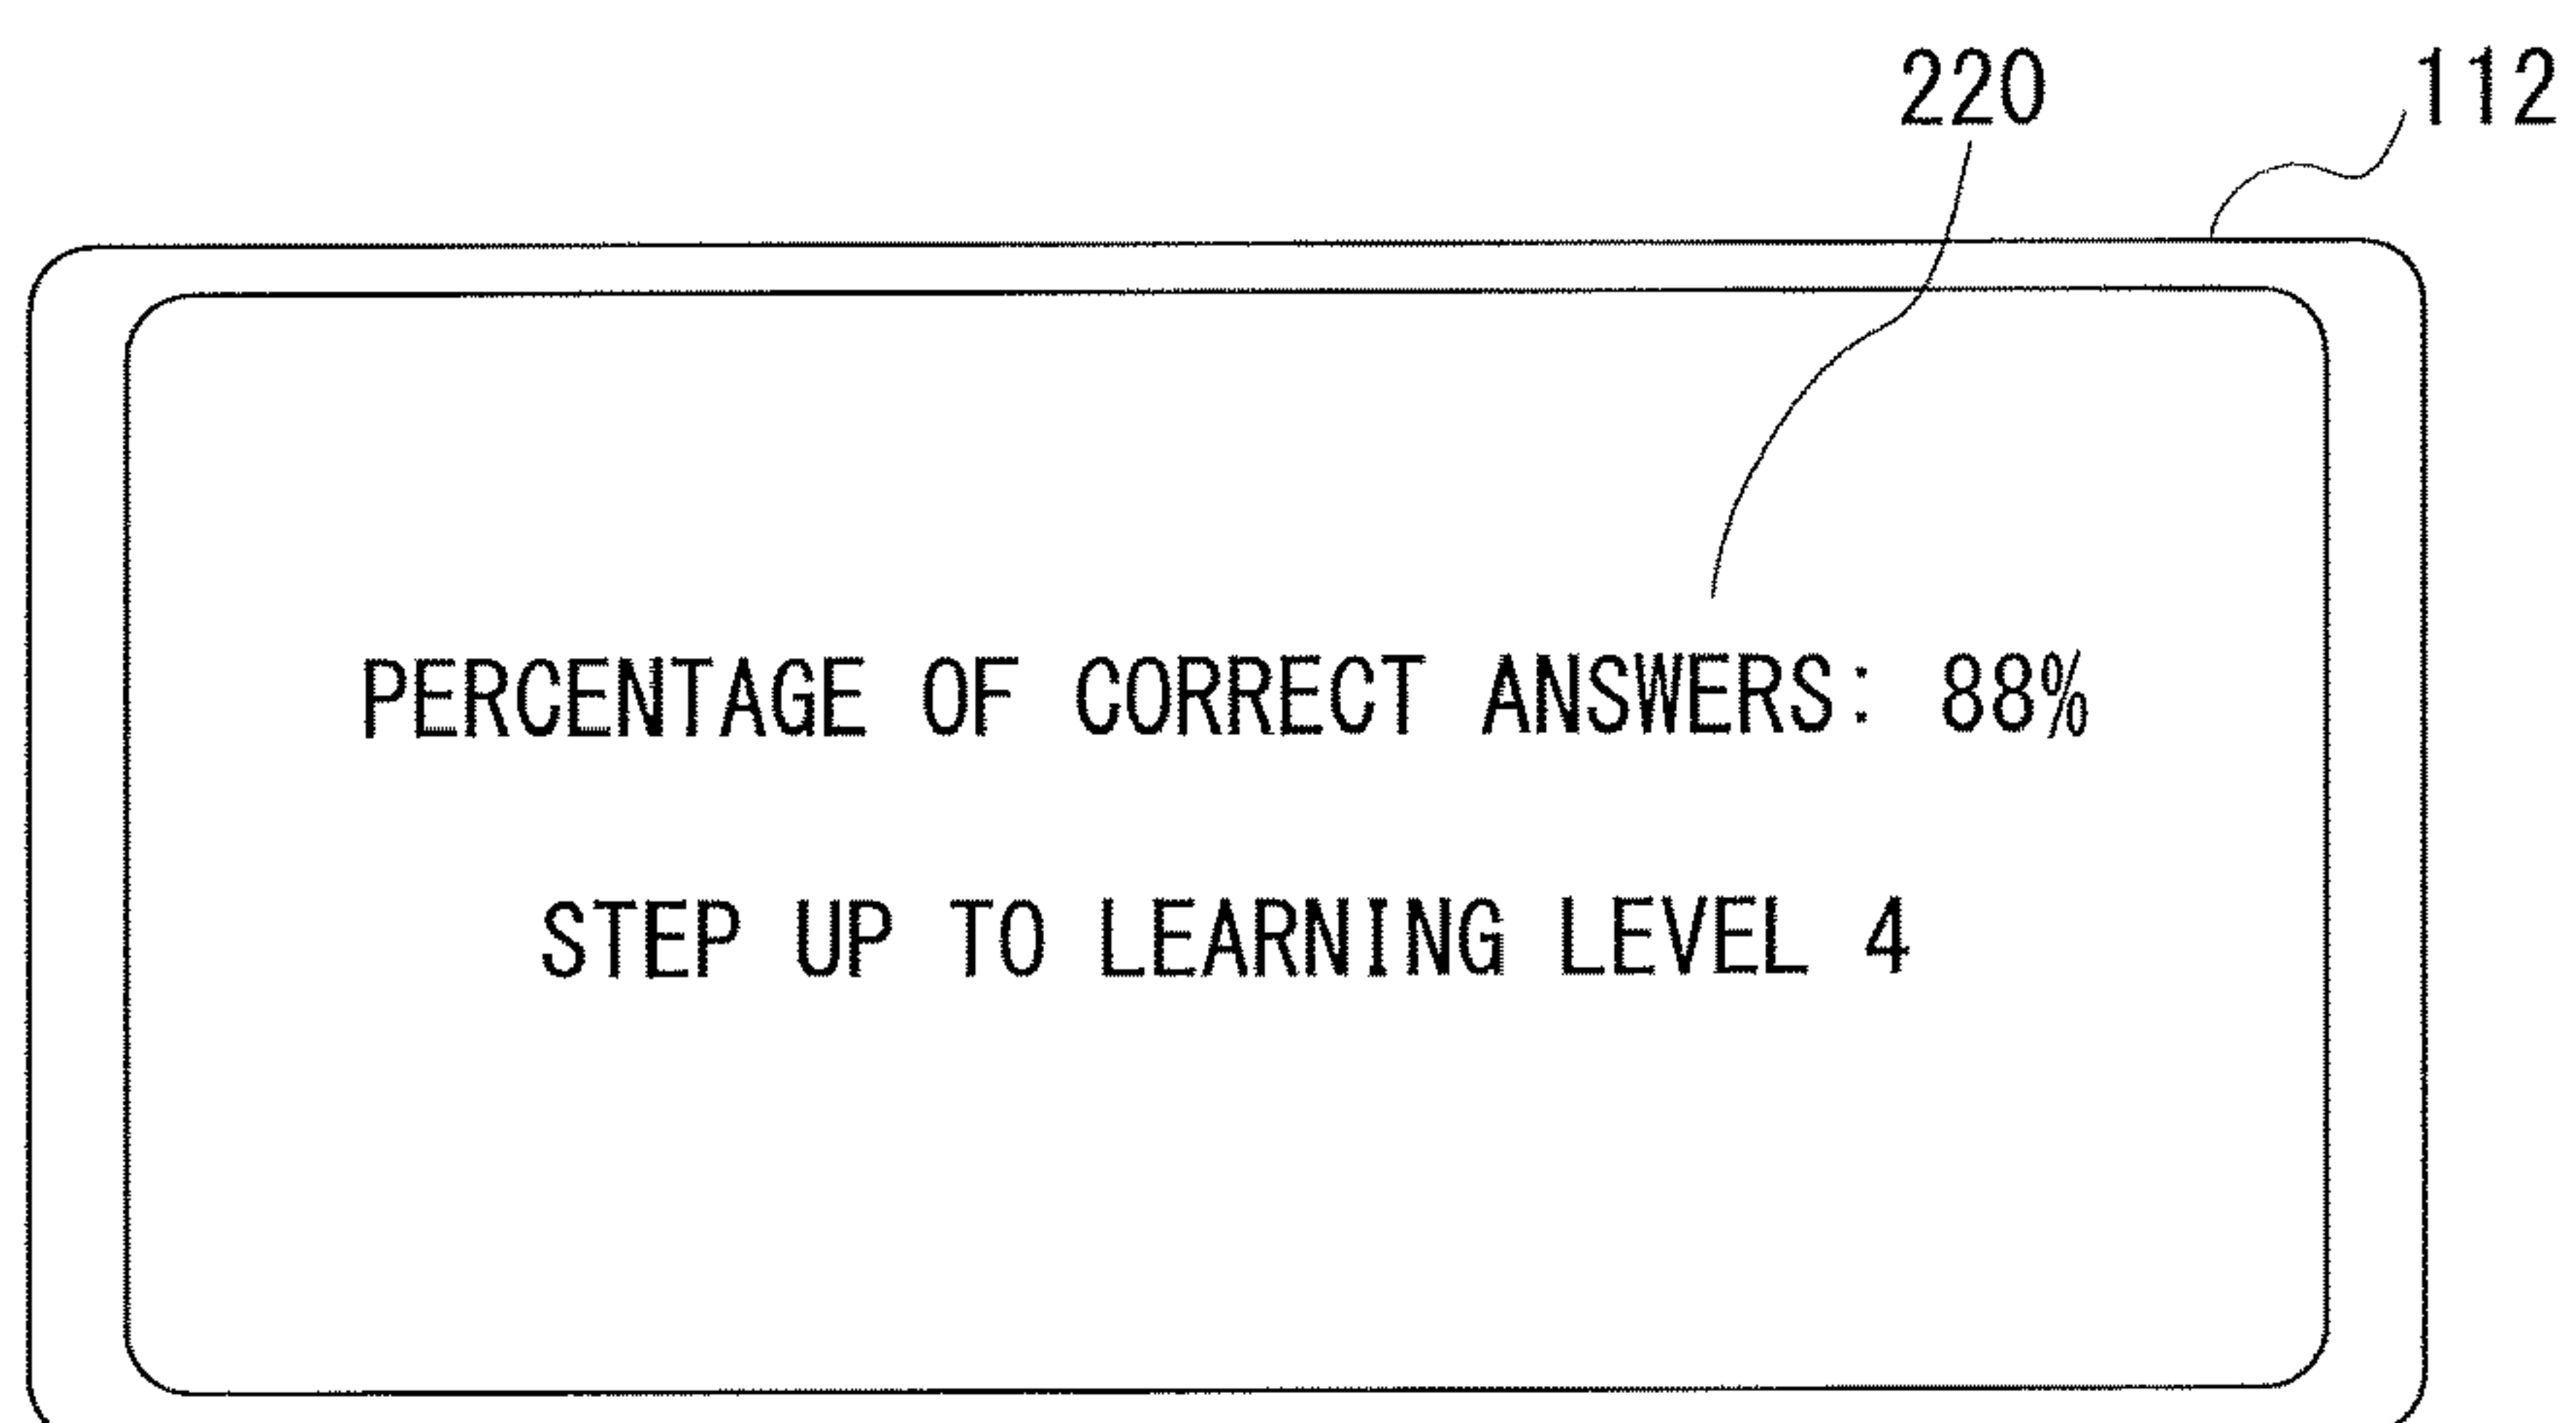 220
112
PERCENTAGE OF CORRECT ANSWERS: 88%
STEP UP TO LEARNING LEVEL 4